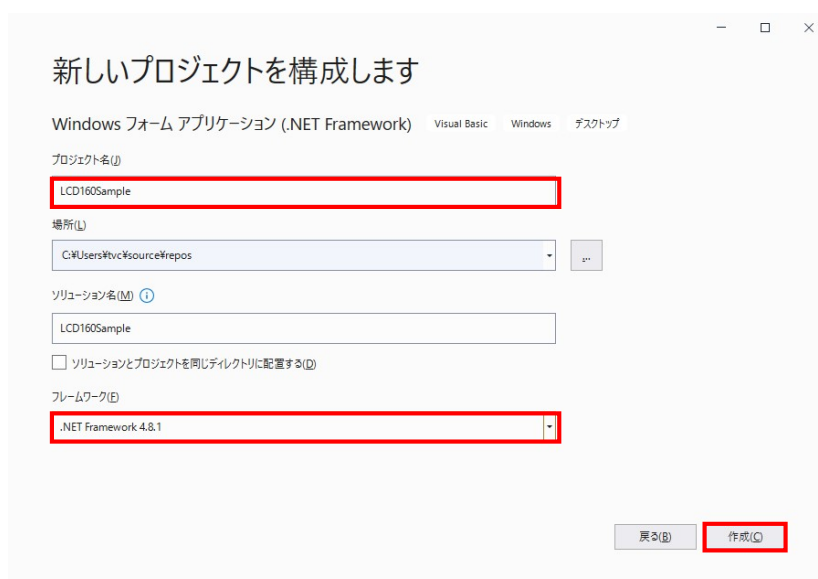 新しいプロジェクトを構成します
Windows フォーム アプリケーション (.NET Framework) Visual Basic Windows デスクトップ
プロジェクト名(J)
LCD160Sample
場所(L)
C:¥Users¥tvc¥source¥repos
...
ソリューション名(M)
LCD160Sample
ソリューションとプロジェクトを同じディレクトリに配置する(D)
フレームワーク(F)
.NET Framework 4.8.1
戻る(B) 作成(C)